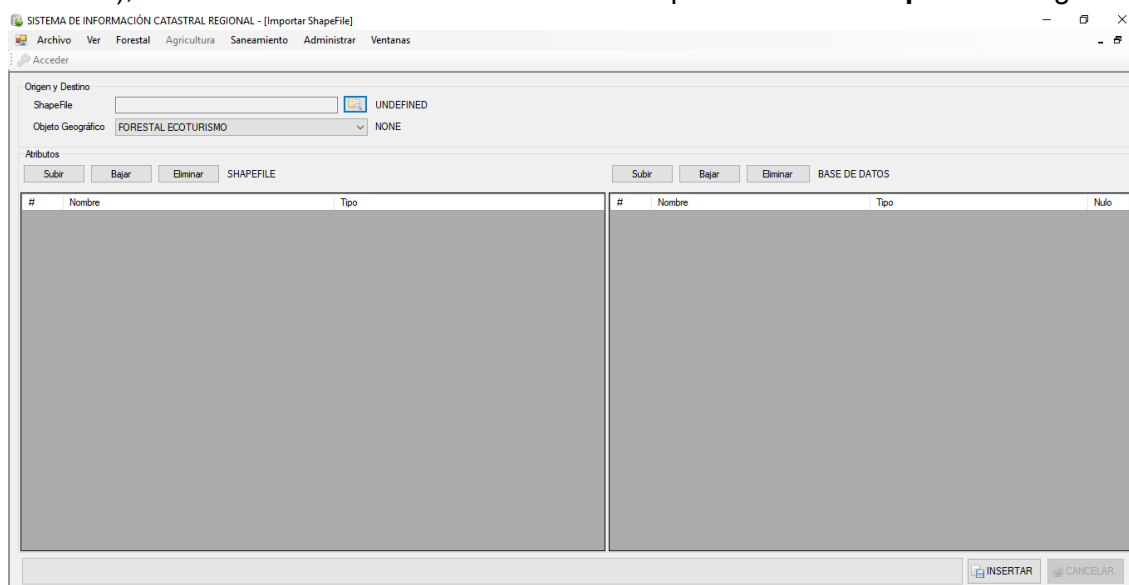 SISTEMA DE INFORMACIÓN CATASTRAL REGIONAL - [Importar ShapeFile]
Archivo Ver Forestal Agricultura Saneamiento Administrar Ventanas
Acceder
Origen y Destino
ShapeFile UNDEFINED
Objeto Geográfico FORESTAL ECOTURISMO NONE
Atributos
Subir Bajar Eliminar SHAPEFILE Subir Bajar Eliminar BASE DE DATOS
# Nombre Tipo # Nombre Tipo Nulo
INSERTAR CANCELAR